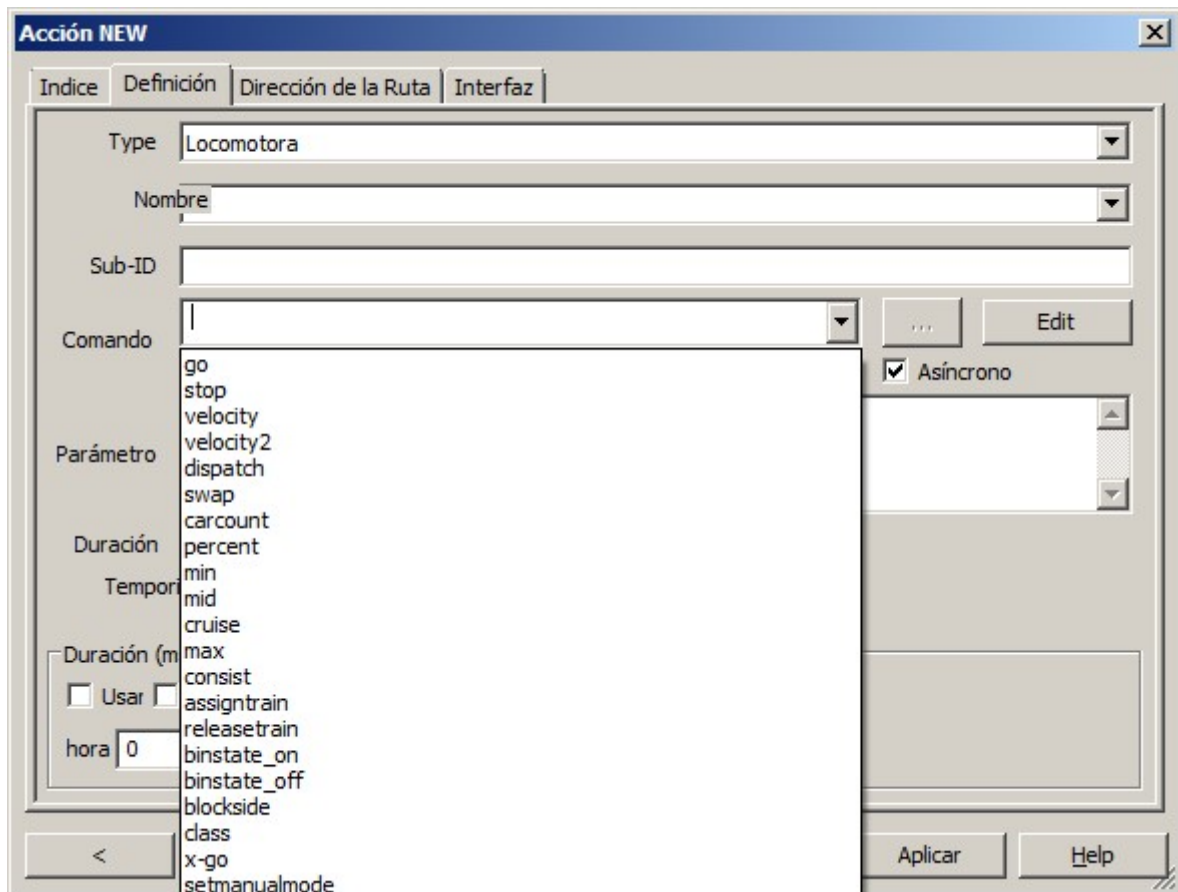 Acción NEW
Indice Definición Dirección de la Ruta Interfaz
Type Locomotora
Nombre
Sub-ID
Comando ... Edit
go
Asíncrono
stop
velocity
velocity2
Parámetro
dispatch
swap
carcount
Duración
percent
min
Tempori
mid
cruise
Duración (m
max
consist
Usar
assigntrain
releasetrain
hora 0
binstate_on
binstate_off
blockside
class
< Aplicar Help
x-go
setmanualmode